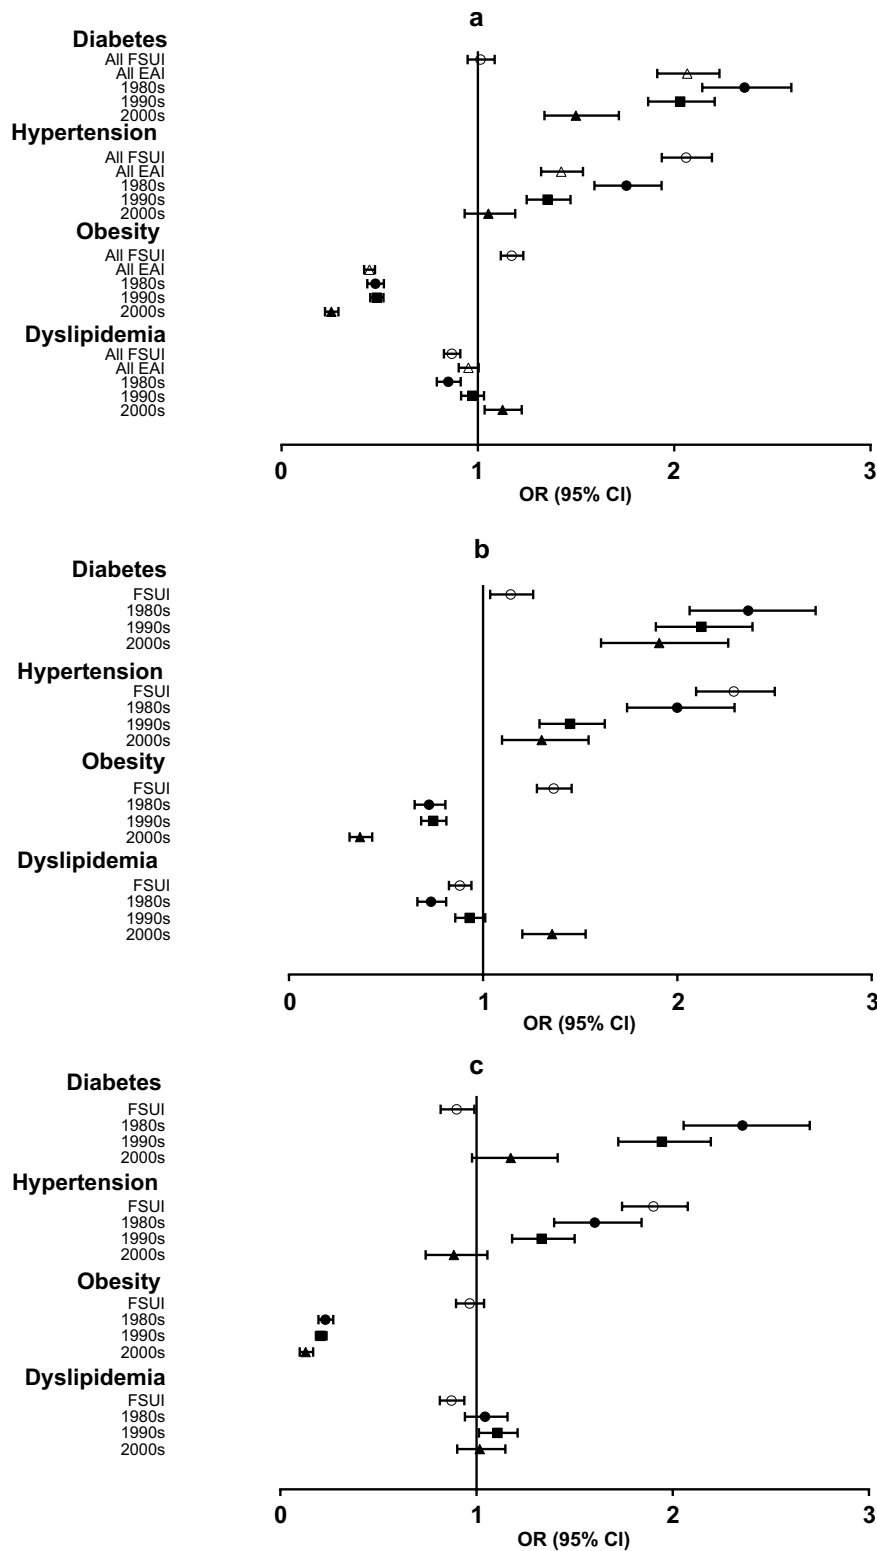 a
Diabetes
All FSUI
All EAI
1980s
1990s
2000s
Hypertension
All FSUI
All EAI
1980s
1990s
2000s
Obesity
All FSUI
All EAI
1980s
1990s
2000s
Dyslipidemia
All FSUI
All EAI
1980s
1990s
2000s
0 1 2 3
OR (95% CI)
b
Diabetes
FSUI
1980s
1990s
2000s
Hypertension
FSUI
1980s
1990s
2000s
Obesity
FSUI
1980s
1990s
2000s
Dyslipidemia
FSUI
1980s
1990s
2000s
0 1 2 3
OR (95% CI)
c
Diabetes
FSUI
1980s
1990s
2000s
Hypertension
FSUI
1980s
1990s
2000s
Obesity
FSUI
1980s
1990s
2000s
Dyslipidemia
FSUI
1980s
1990s
2000s
0 1 2 3
OR (95% CI)